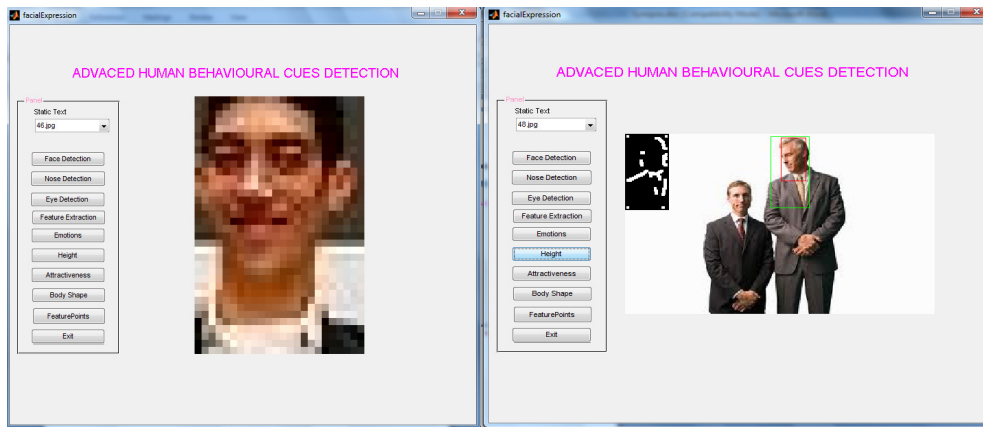 facialExpression
ADVACED HUMAN BEHAVIOURAL CUES DETECTION
Panel
Static Text
46.jpg
Face Detection
Nose Detection
Eye Detection
Feature Extraction
Emotions
Height
Attractiveness
Body Shape
FeaturePoints
Exit
facialExpression
ADVACED HUMAN BEHAVIOURAL CUES DETECTION
Panel
Static Text
48.jpg
Face Detection
Nose Detection
Eye Detection
Feature Extraction
Emotions
Height
Attractiveness
Body Shape
FeaturePoints
Exit